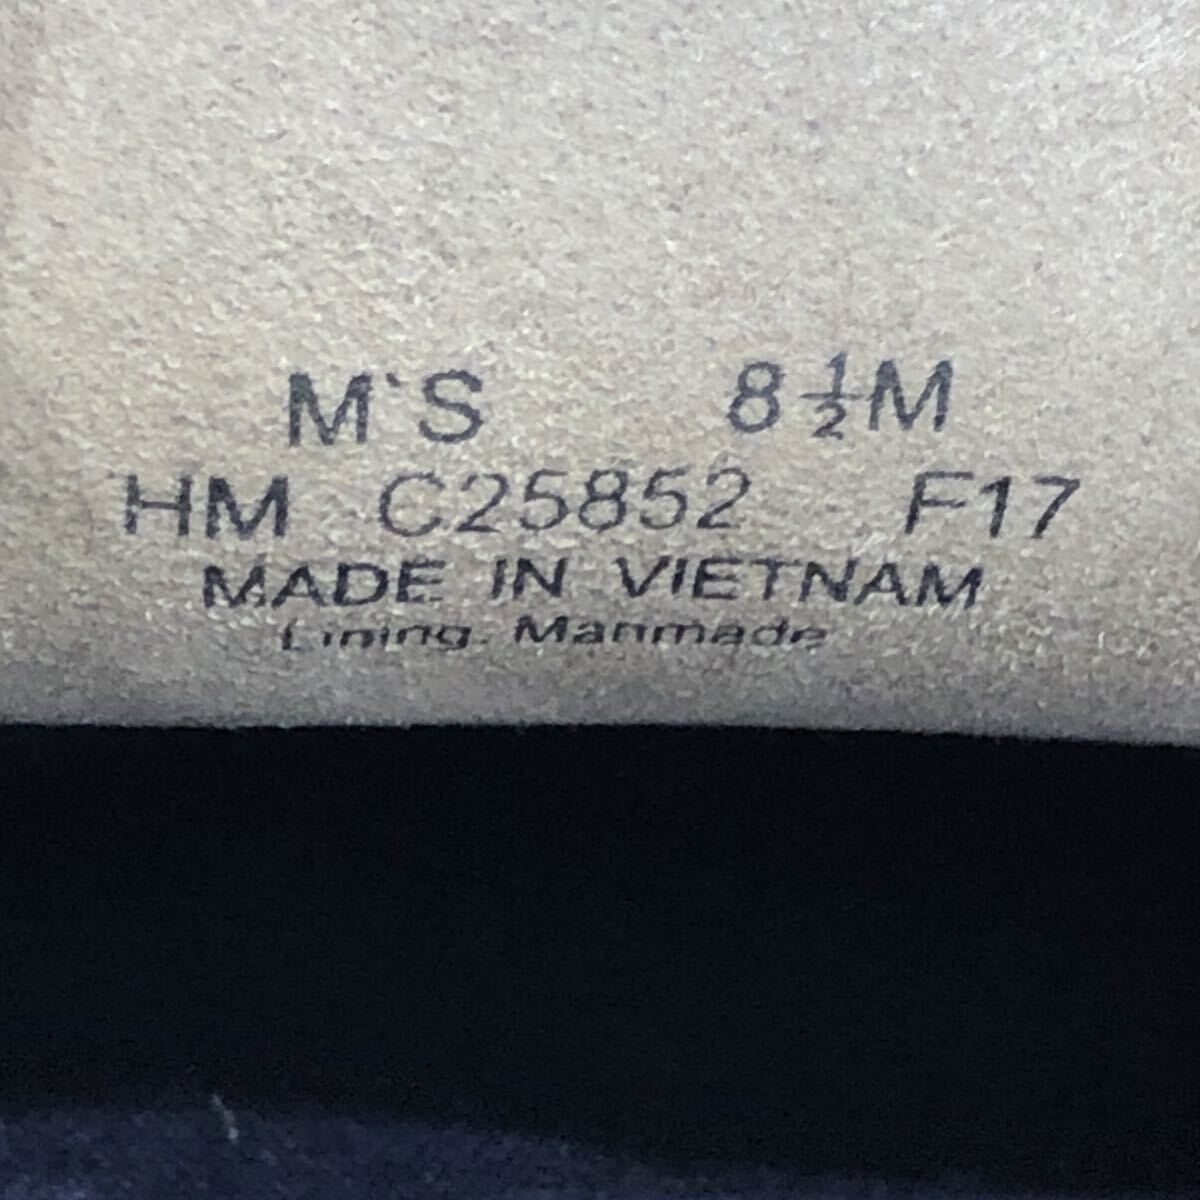 M'S 8½M
HM C25852 F17
MADE IN VIETNAM
Lining. Manmade